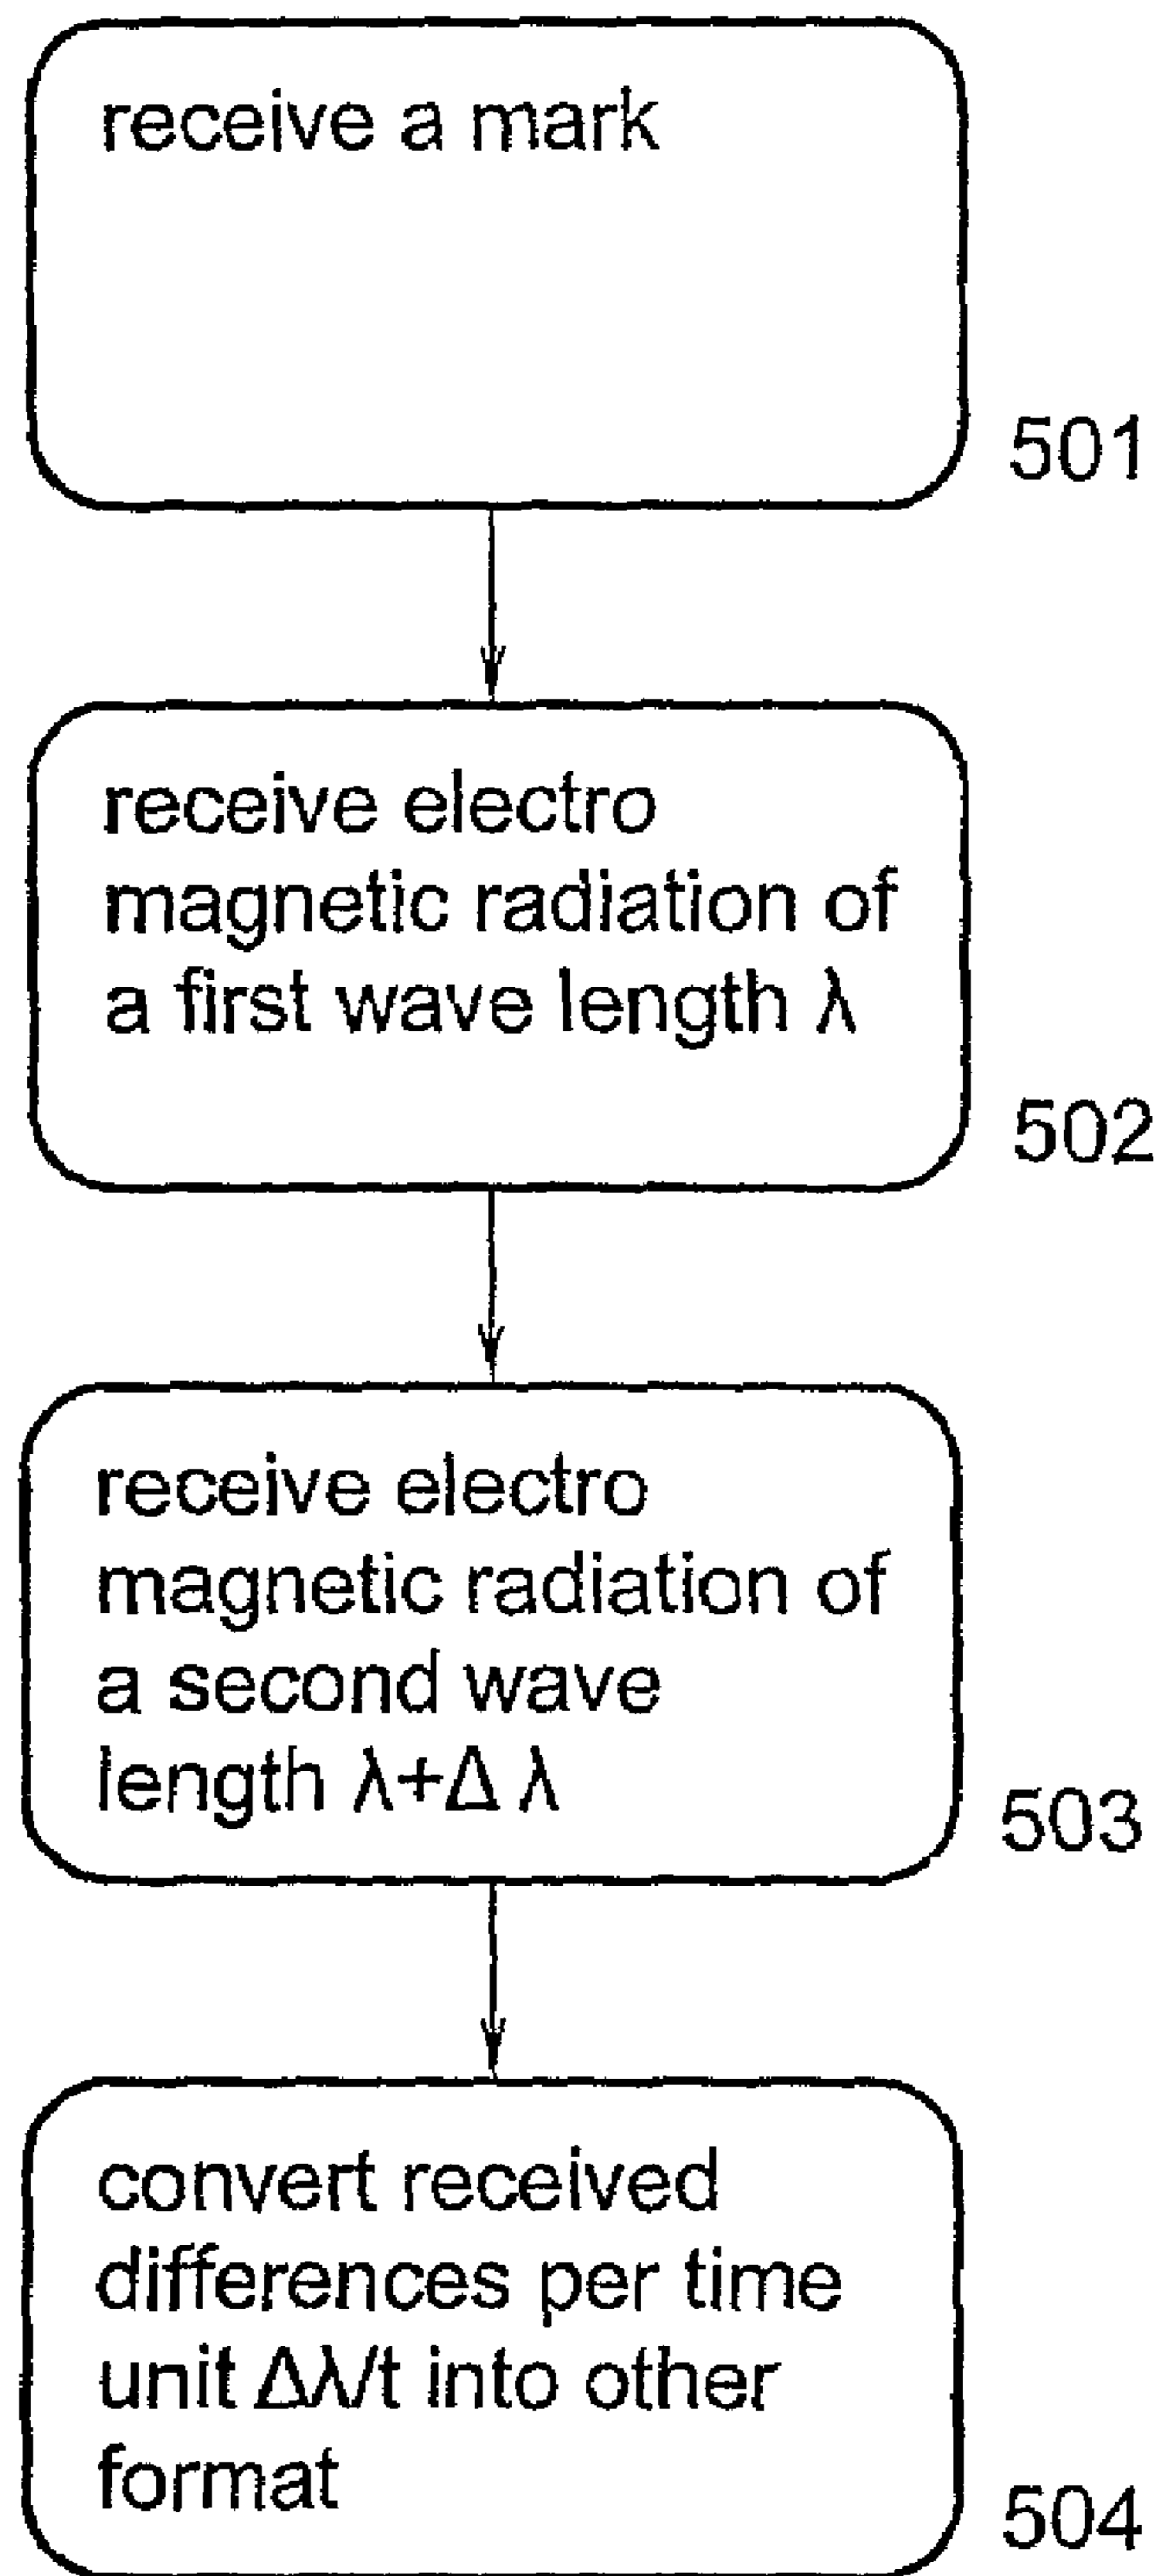 receive a mark
501
receive electro
magnetic radiation of
a first wave length λ
502
receive electro
magnetic radiation of
a second wave
length λ+Δ λ
503
convert received
differences per time
unit Δλ/t into other
format
504